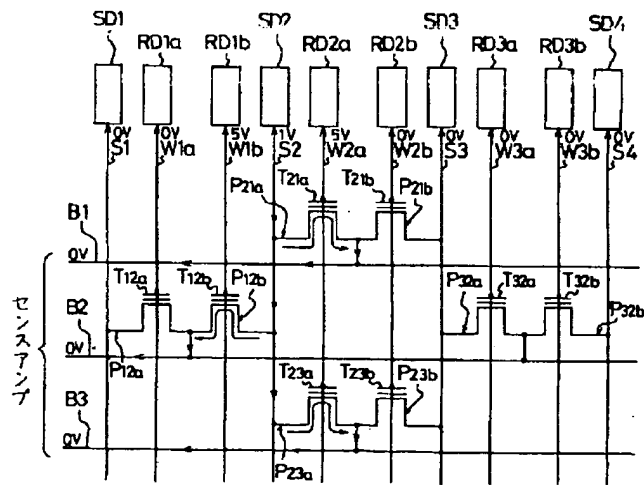 SD1 RD1a RD1b SD2 RD2a RD2b SD3 RD3a RD3b SD4
0V 0V 5V 1V 5V 0V 0V 0V 0V 0V
S1 W1a W1b S2 W2a W2b S3 W3a W3b S4
P21a T21a T21b P21b
B1
0V
T12a T12b P12b P32a T32a T32b P32b
B2
0V
P12a
T23a T23b P23b
B3
0V
P23a
センスアンプ